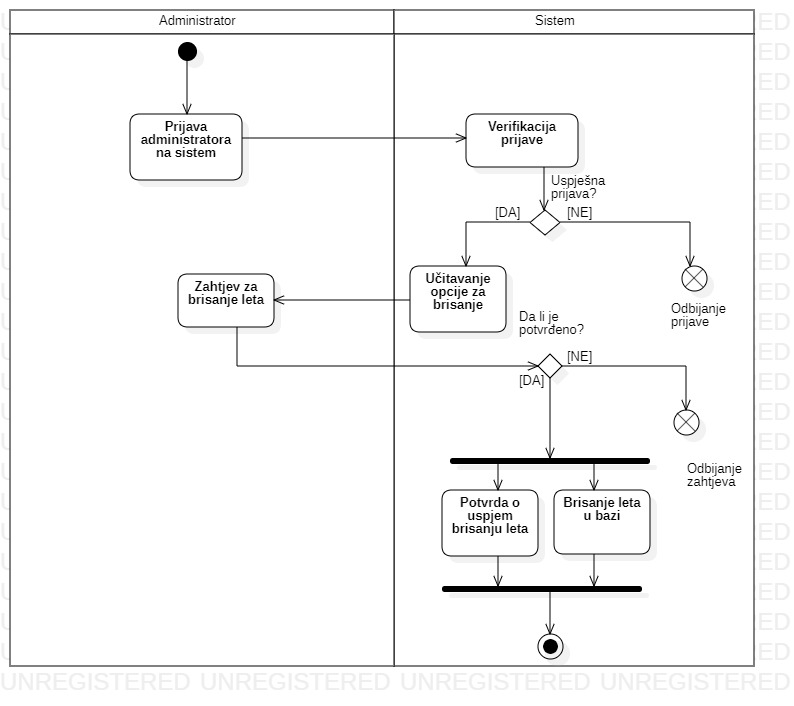 Administrator
Sistem
Prijava
administratora
na sistem
Verifikacija
prijave
Uspješna
prijava?
[DA]
[NE]
Zahtjev za
brisanje leta
Učitavanje
opcije za
brisanje
Odbijanje
prijave
Da li je
potvrđeno?
[NE]
[DA]
Odbijanje
zahtjeva
Potvrda o
uspjem
brisanju leta
Brisanje leta
u bazi
UNREGISTERED UNREGISTERED UNREGISTERED UNREGISTERED